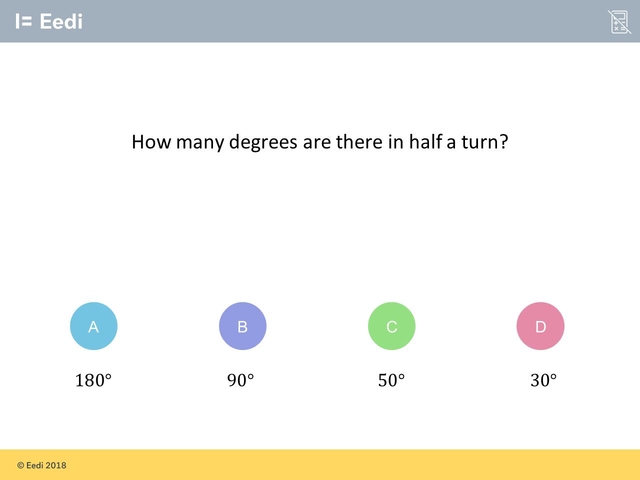 I= Eedi
How many degrees are there in half a turn?
A
B
C
D
180°
90°
50°
30°
© Eedi 2018